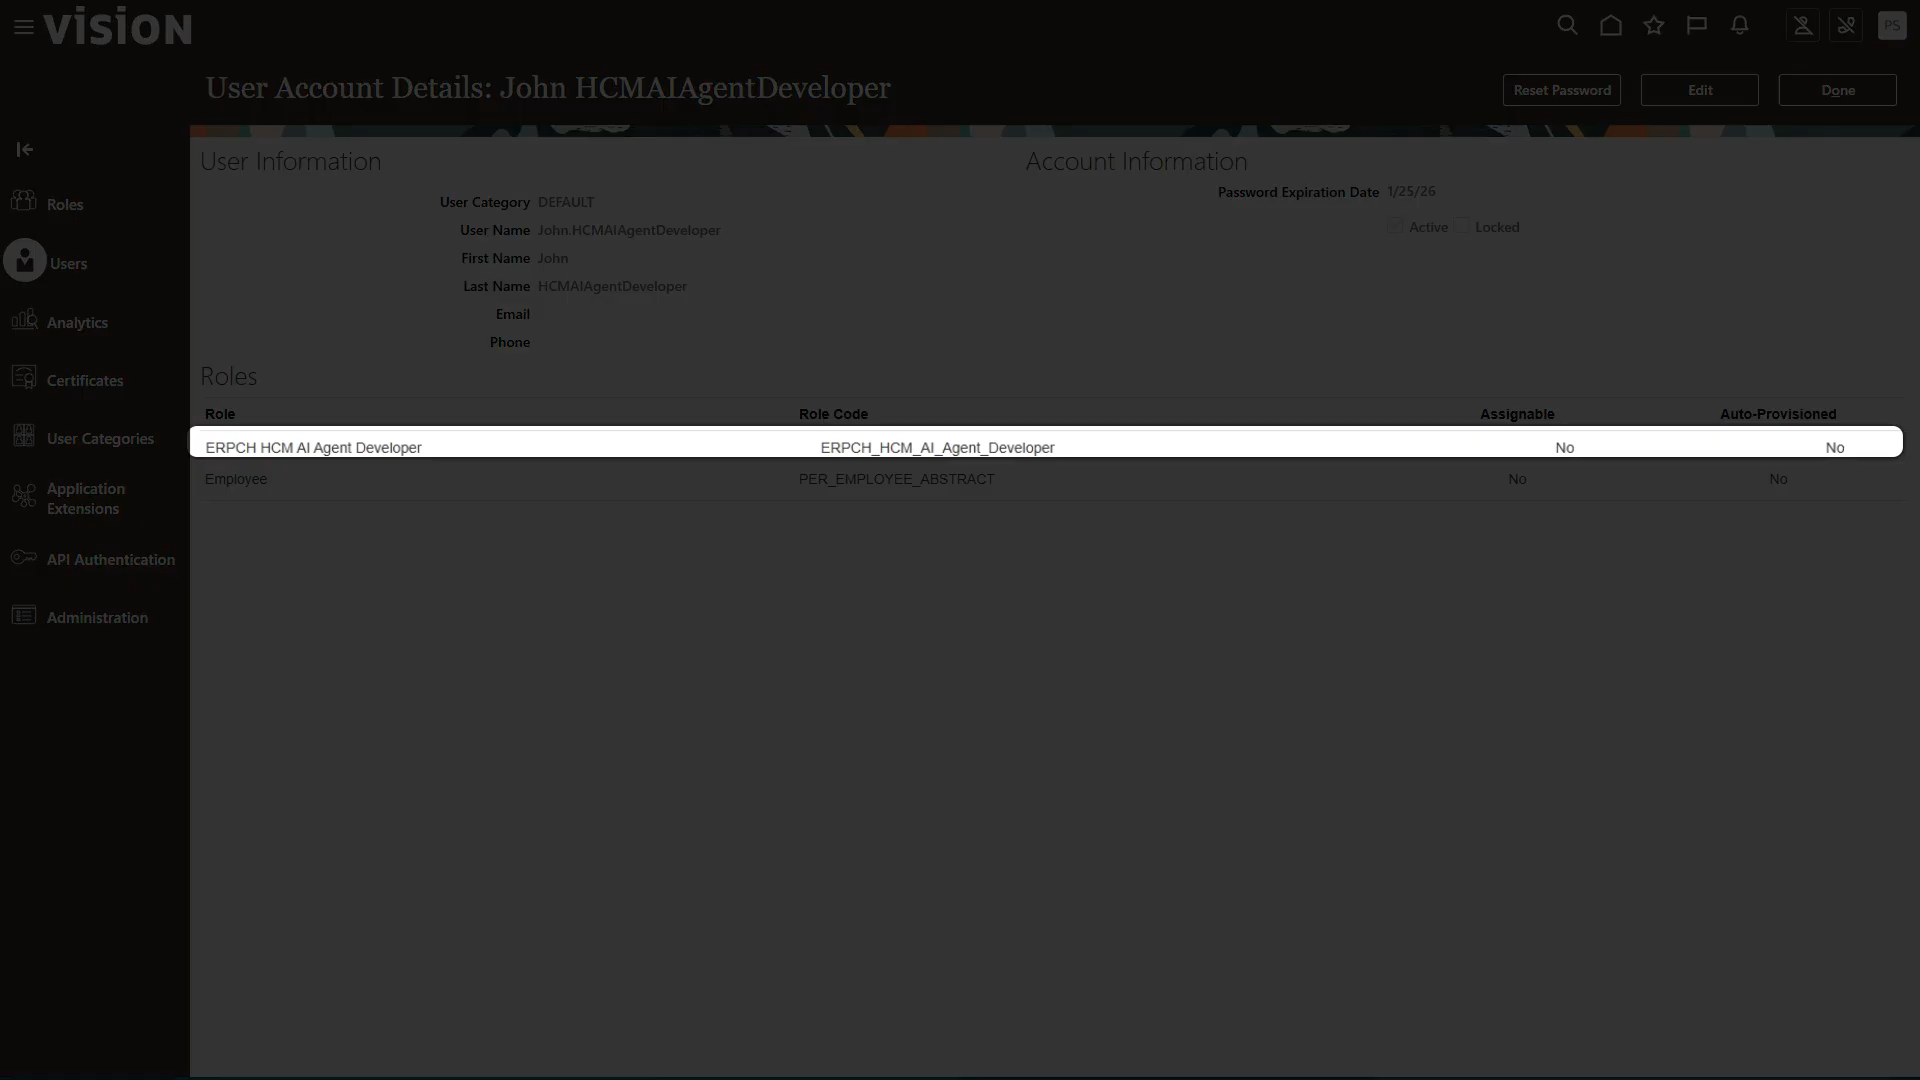 vision
PS
User Account Details: John HCMAIAgentDeveloper
Reset Password
Edit
Done
Roles
Users
Analytics
Certificates
User Categories
Application
Extensions
API Authentication
Administration
User Information
User Category DEFAULT
User Name John.HCMAIAgentDeveloper
First Name John
Last Name HCMAIAgentDeveloper
Email
Phone
Account Information
Password Expiration Date 1/25/26
Active Locked
Roles
Role Role Code Assignable Auto-Provisioned
ERPCH HCM AI Agent Developer ERPCH_HCM_AI_Agent_Developer No No
Employee PER_EMPLOYEE_ABSTRACT No No